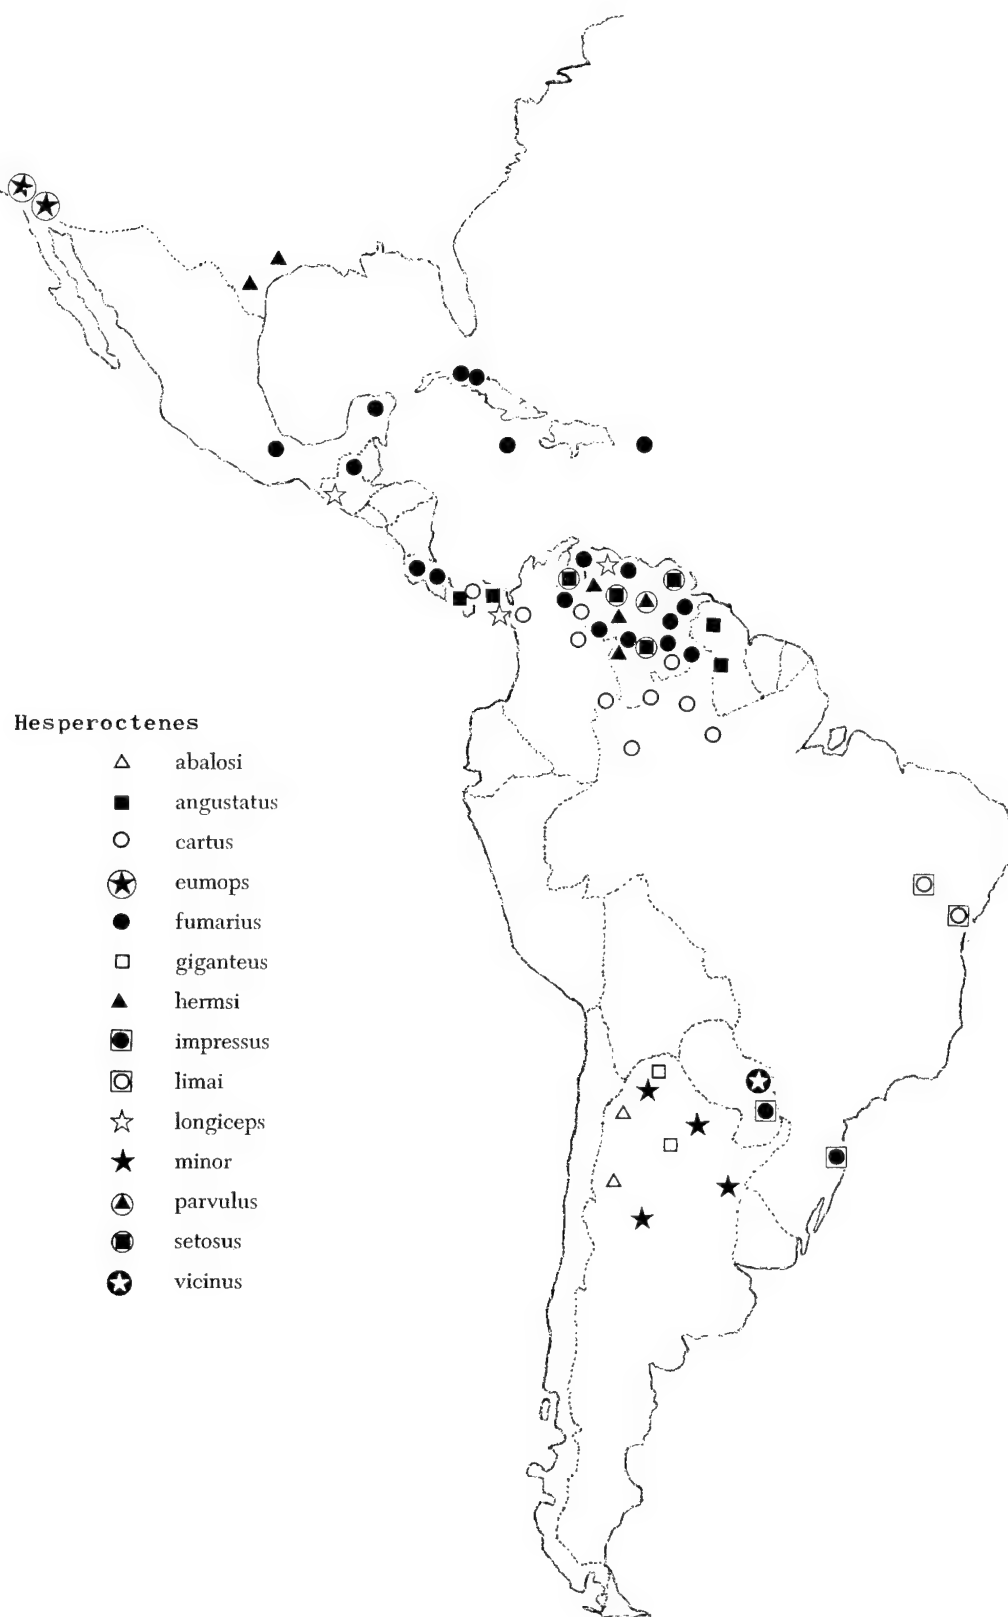 Hesperoctenes
abalosi
angustatus
cartus
eumops
fumarius
giganteus
hermsi
impressus
limai
longiceps
minor
parvulus
setosus
vicinus